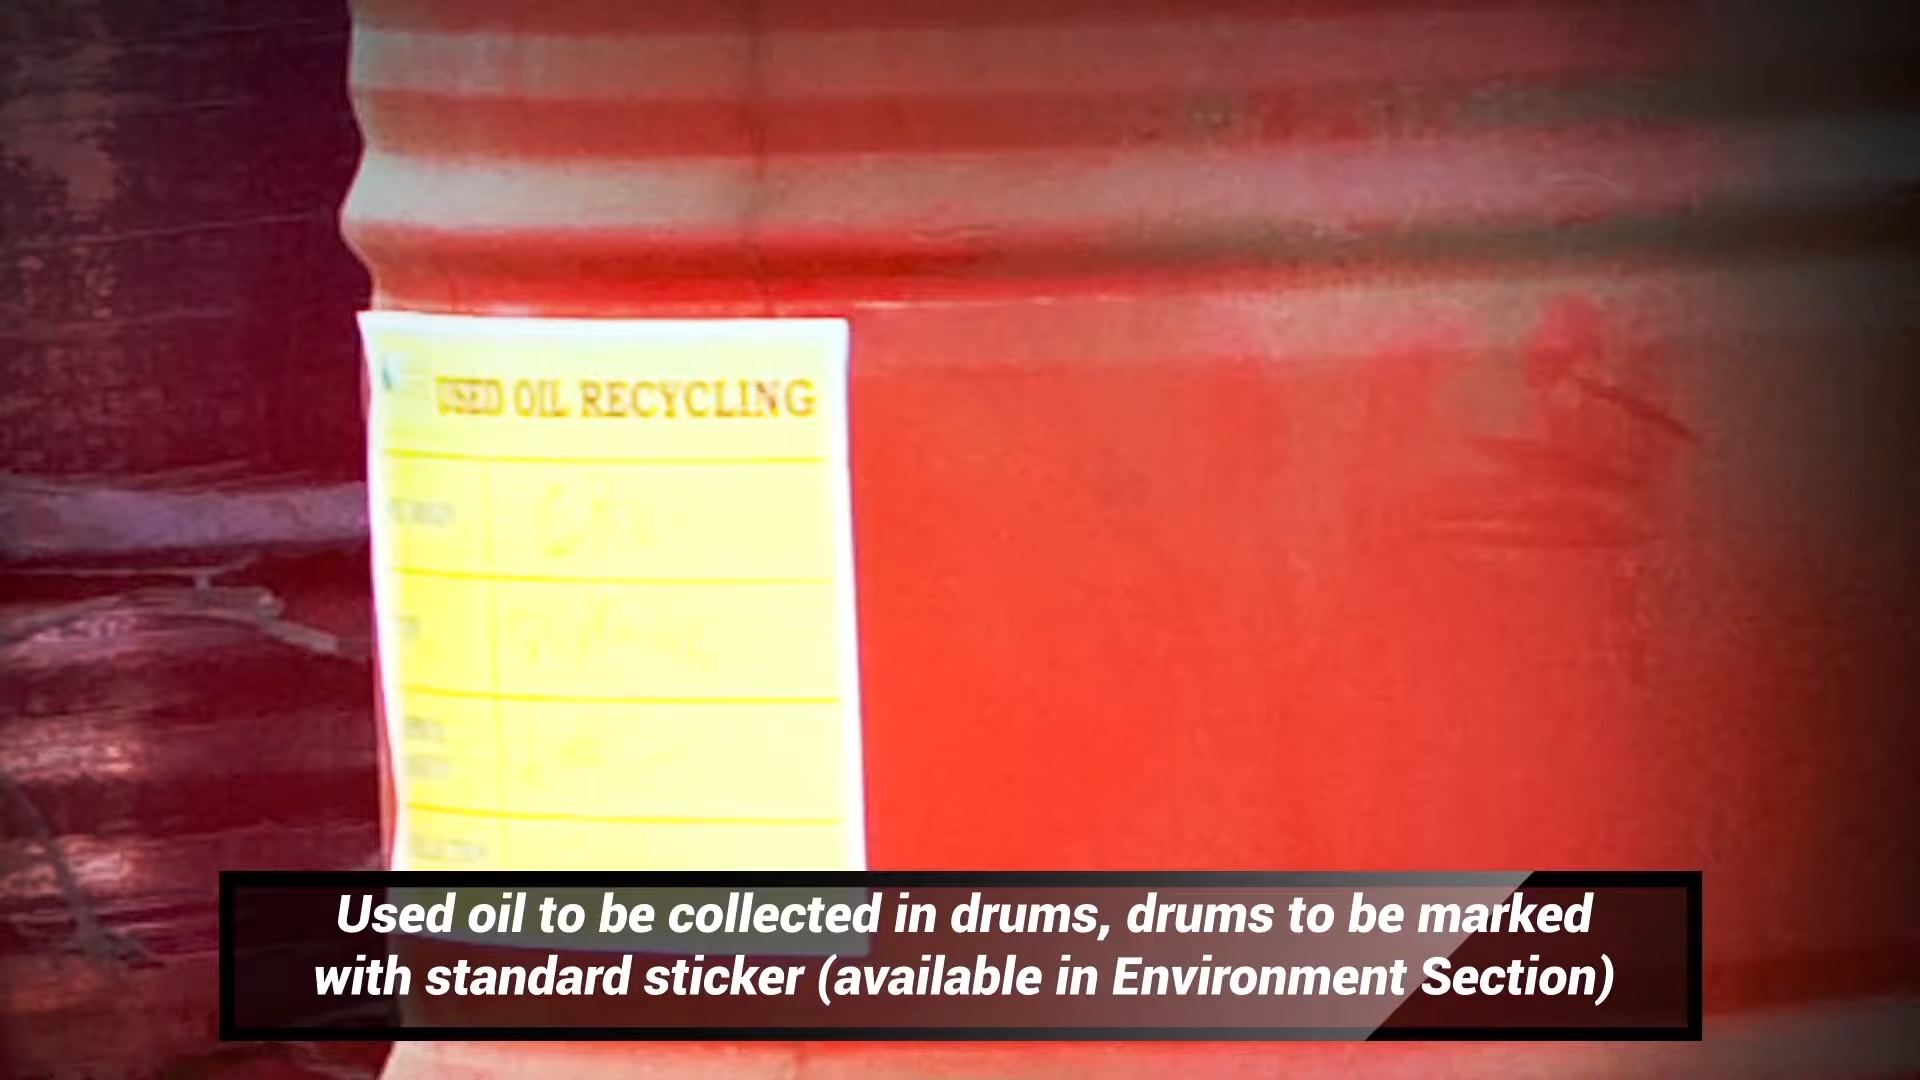 USED OIL RECYCLING
Used oil to be collected in drums, drums to be marked
with standard sticker (available in Environment Section)